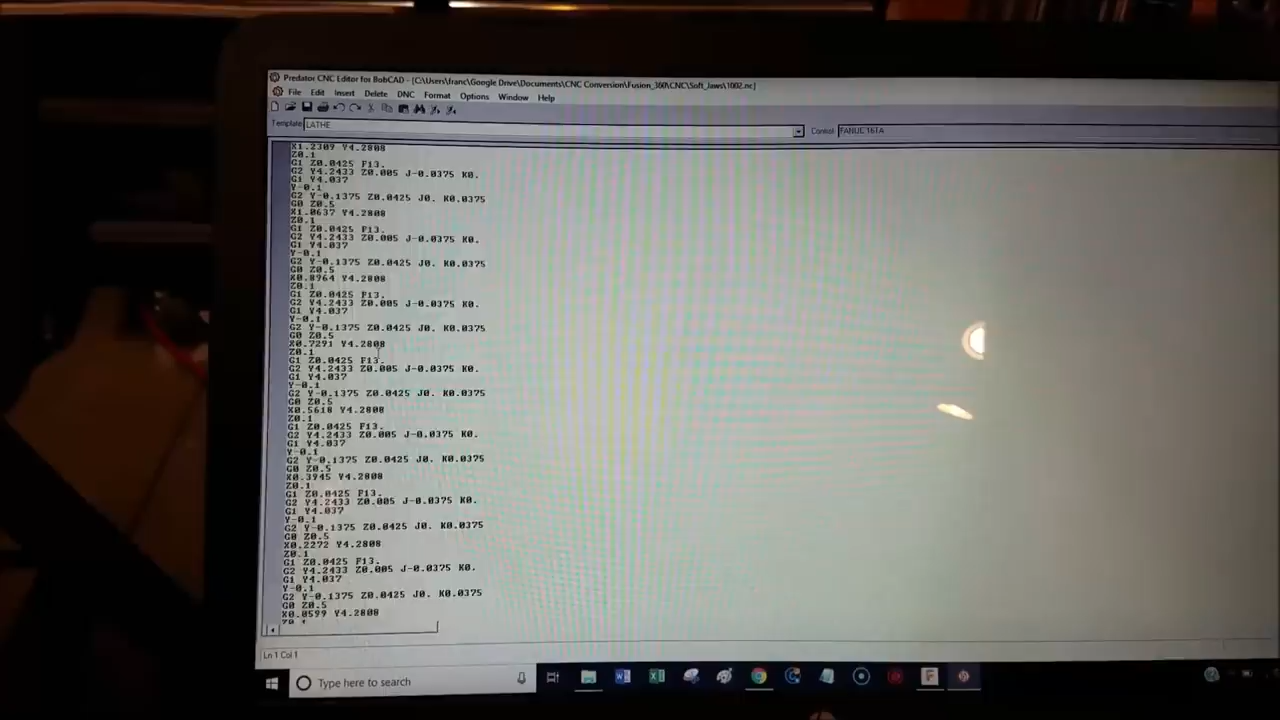 Predator CNC Editor for BobCAD - [C:\Users\franc\Google Drive\Documents\CNC Conversion\Fusion_360\CNC\Soft_Jaws\1002.nc]
File Edit Insert Delete DNC Format Options Window Help
Template LATHE Control FANUC 16TA
X1.2309 Y4.2808
Z0.1
G1 Z0.0425 F13.
G2 Y4.2433 Z0.005 J-0.0375 K0.
G1 Y4.037
Y-0.1
G2 Y-0.1375 Z0.0425 J0. K0.0375
G0 Z0.5
X1.0637 Y4.2808
Z0.1
G1 Z0.0425 F13.
G2 Y4.2433 Z0.005 J-0.0375 K0.
G1 Y4.037
Y-0.1
G2 Y-0.1375 Z0.0425 J0. K0.0375
G0 Z0.5
X0.8964 Y4.2808
Z0.1
G1 Z0.0425 F13.
G2 Y4.2433 Z0.005 J-0.0375 K0.
G1 Y4.037
Y-0.1
G2 Y-0.1375 Z0.0425 J0. K0.0375
G0 Z0.5
X0.7291 Y4.2808
Z0.1
G1 Z0.0425 F13.
G2 Y4.2433 Z0.005 J-0.0375 K0.
G1 Y4.037
Y-0.1
G2 Y-0.1375 Z0.0425 J0. K0.0375
G0 Z0.5
X0.5618 Y4.2808
Z0.1
G1 Z0.0425 F13.
G2 Y4.2433 Z0.005 J-0.0375 K0.
G1 Y4.037
Y-0.1
G2 Y-0.1375 Z0.0425 J0. K0.0375
G0 Z0.5
X0.3945 Y4.2808
Z0.1
G1 Z0.0425 F13.
G2 Y4.2433 Z0.005 J-0.0375 K0.
G1 Y4.037
Y-0.1
G2 Y-0.1375 Z0.0425 J0. K0.0375
G0 Z0.5
X0.2272 Y4.2808
Z0.1
G1 Z0.0425 F13.
G2 Y4.2433 Z0.005 J-0.0375 K0.
G1 Y4.037
Y-0.1
G2 Y-0.1375 Z0.0425 J0. K0.0375
G0 Z0.5
X0.0599 Y4.2808
Ln 1 Col 1
Type here to search